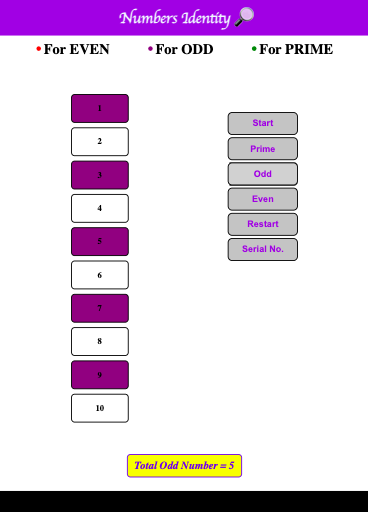 Numbers Identity
For EVEN
For ODD
For PRIME
1
2
3
4
5
6
7
8
9
10
Start
Prime
Odd
Even
Restart
Serial No.
Total Odd Number = 5